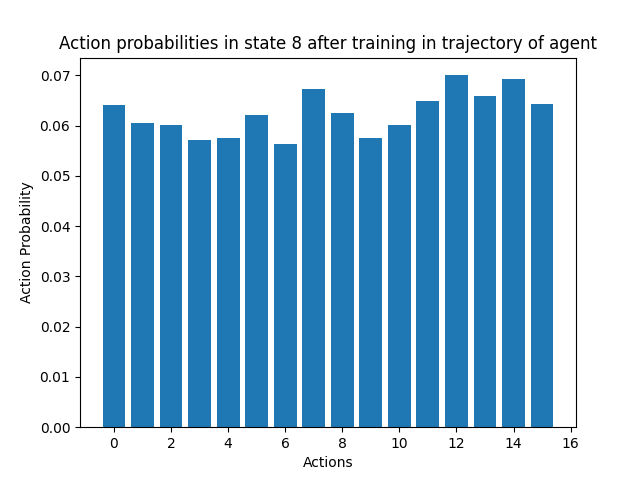 Action probabilities in state 8 after training in trajectory of agent
0.07
0.06
0.05
0.04
0.03
0.02
0.01
0.00
Action Probability
0 2 4 6 8 10 12 14 16
Actions